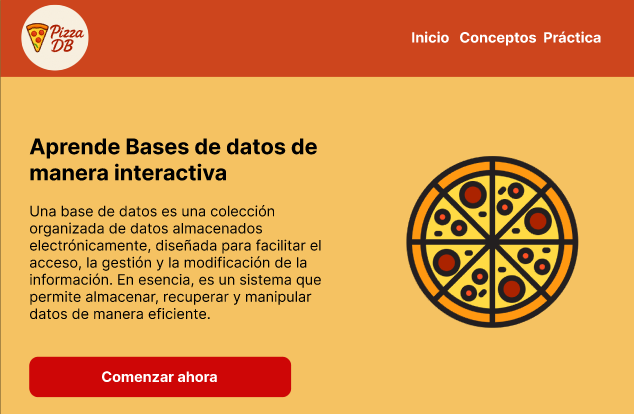 Pizza
DB
Inicio Conceptos Práctica
Aprende Bases de datos de
manera interactiva
Una base de datos es una colección
organizada de datos almacenados
electrónicamente, diseñada para facilitar el
acceso, la gestión y la modificación de la
información. En esencia, es un sistema que
permite almacenar, recuperar y manipular
datos de manera eficiente.
Comenzar ahora